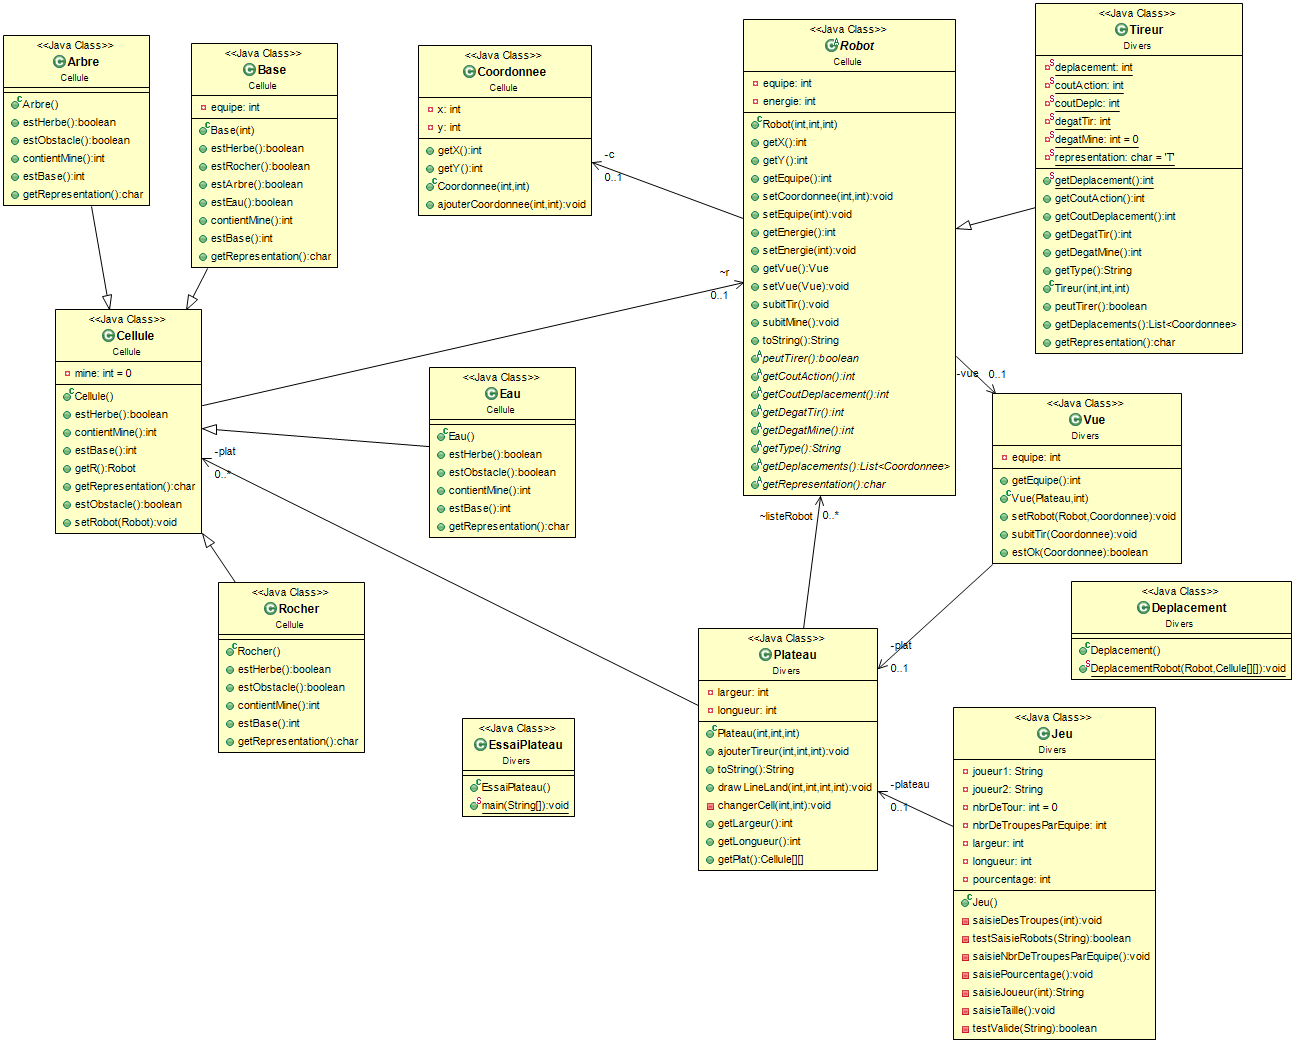 <<Java Class>>
Arbre
Cellule
Arbre()
estHerbe():boolean
estObstacle():boolean
contientMine():int
estBase():int
getRepresentation():char
<<Java Class>>
Base
Cellule
equipe: int
Base(int)
estHerbe():boolean
estRocher():boolean
estArbre():boolean
estEau():boolean
contientMine():int
estBase():int
getRepresentation():char
<<Java Class>>
Coordonnee
Cellule
x: int
y: int
getX():int
getY():int
Coordonnee(int,int)
ajouterCoordonnee(int,int):void
-c
0..1
<<Java Class>>
Robot
Cellule
equipe: int
energie: int
Robot(int,int,int)
getX():int
getY():int
getEquipe():int
setCoordonnee(int,int):void
setEquipe(int):void
getEnergie():int
setEnergie(int):void
getVue():Vue
setVue(Vue):void
subitTir():void
subitMine():void
toString():String
peutTirer():boolean
getCoutAction():int
getCoutDeplacement():int
getDegatTir():int
getDegatMine():int
getType():String
getDeplacements():List<Coordonnee>
getRepresentation():char
<<Java Class>>
Tireur
Divers
deplacement: int
coutAction: int
coutDeplc: int
degatTir: int
degatMine: int = 0
representation: char = 'T'
getDeplacement():int
getCoutAction():int
getCoutDeplacement():int
getDegatTir():int
getDegatMine():int
getType():String
Tireur(int,int,int)
peutTirer():boolean
getDeplacements():List<Coordonnee>
getRepresentation():char
~r
0..1
<<Java Class>>
Cellule
Cellule
mine: int = 0
Cellule()
estHerbe():boolean
contientMine():int
estBase():int
getR():Robot
getRepresentation():char
estObstacle():boolean
setRobot(Robot):void
-plat
0..*
<<Java Class>>
Eau
Cellule
Eau()
estHerbe():boolean
estObstacle():boolean
contientMine():int
estBase():int
getRepresentation():char
-vue
0..1
<<Java Class>>
Vue
Divers
equipe: int
getEquipe():int
Vue(Plateau,int)
setRobot(Robot,Coordonnee):void
subitTir(Coordonnee):void
estOk(Coordonnee):boolean
~listeRobot
0..*
<<Java Class>>
Rocher
Cellule
Rocher()
estHerbe():boolean
estObstacle():boolean
contientMine():int
estBase():int
getRepresentation():char
<<Java Class>>
Deplacement
Divers
Deplacement()
DeplacementRobot(Robot,Cellule[][]):void
<<Java Class>>
Plateau
Divers
largeur: int
longueur: int
Plateau(int,int,int)
ajouterTireur(int,int,int):void
toString():String
draw LineLand(int,int,int,int):void
changerCell(int,int):void
getLargeur():int
getLongueur():int
getPlat():Cellule[][]
-plat
0..1
<<Java Class>>
EssaiPlateau
Divers
EssaiPlateau()
main(String[]):void
-plateau
0..1
<<Java Class>>
Jeu
Divers
joueur1: String
joueur2: String
nbrDeTour: int = 0
nbrDeTroupesParEquipe: int
largeur: int
longueur: int
pourcentage: int
Jeu()
saisieDesTroupes(int):void
testSaisieRobots(String):boolean
saisieNbrDeTroupesParEquipe():void
saisiePourcentage():void
saisieJoueur(int):String
saisieTaille():void
testValide(String):boolean